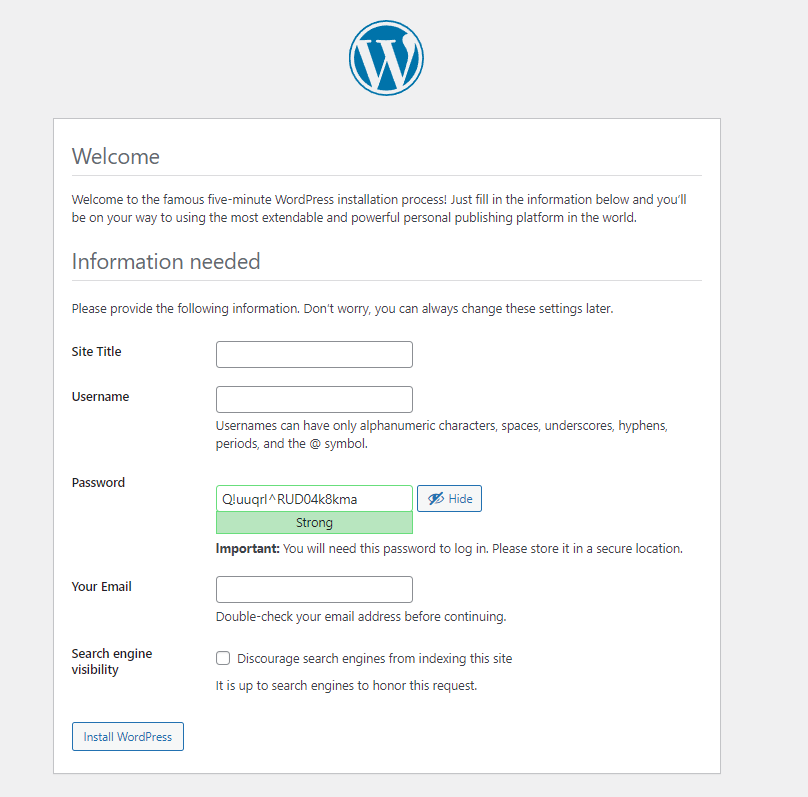 Welcome
Welcome to the famous five-minute WordPress installation process! Just fill in the information below and you’ll
be on your way to using the most extendable and powerful personal publishing platform in the world.
Information needed
Please provide the following information. Don’t worry, you can always change these settings later.
Site Title
Username
Usernames can have only alphanumeric characters, spaces, underscores, hyphens,
periods, and the @ symbol.
Password
Q!uuqrI^RUD04k8kma
Hide
Strong
Important: You will need this password to log in. Please store it in a secure location.
Your Email
Double-check your email address before continuing.
Search engine
visibility
Discourage search engines from indexing this site
It is up to search engines to honor this request.
Install WordPress